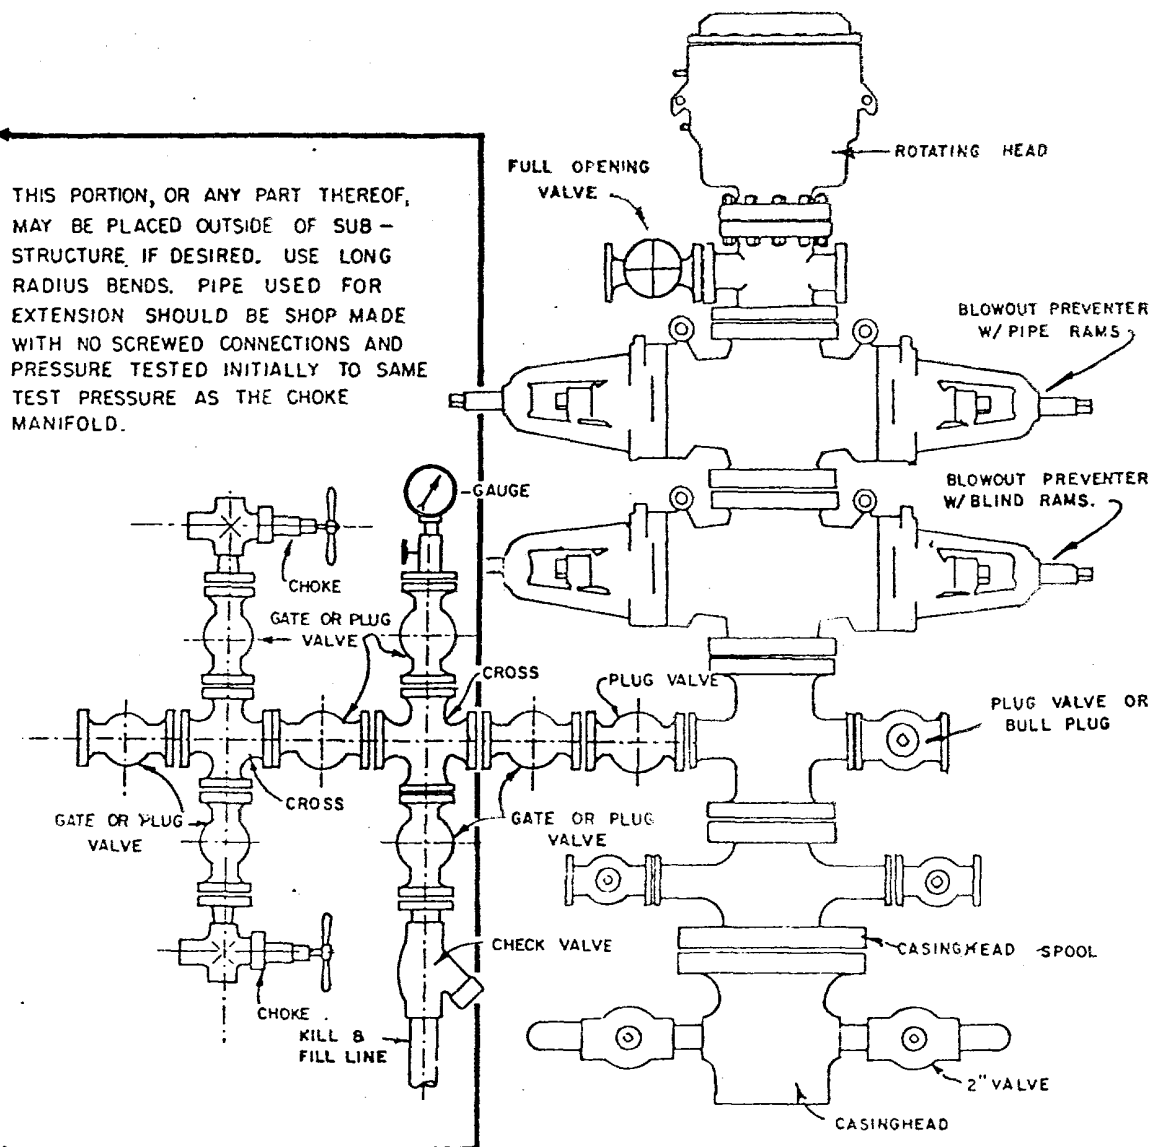 THIS PORTION, OR ANY PART THEREOF,
MAY BE PLACED OUTSIDE OF SUB-
STRUCTURE IF DESIRED. USE LONG
RADIUS BENDS. PIPE USED FOR
EXTENSION SHOULD BE SHOP MADE
WITH NO SCREWED CONNECTIONS AND
PRESSURE TESTED INITIALLY TO SAME
TEST PRESSURE AS THE CHOKE
MANIFOLD.
ROTATING HEAD
FULL OPENING
VALVE
BLOWOUT PREVENTER
W/ PIPE RAMS
BLOWOUT PREVENTER
W/BLIND RAMS.
GAUGE
CHOKE
GATE OR PLUG
VALVE
CROSS
PLUG VALVE
PLUG VALVE OR
BULL PLUG
CROSS
GATE OR PLUG
VALVE
GATE OR PLUG
VALVE
CHECK VALVE
CASINGHEAD SPOOL
CHOKE
KILL &
FILL LINE
2" VALVE
CASINGHEAD